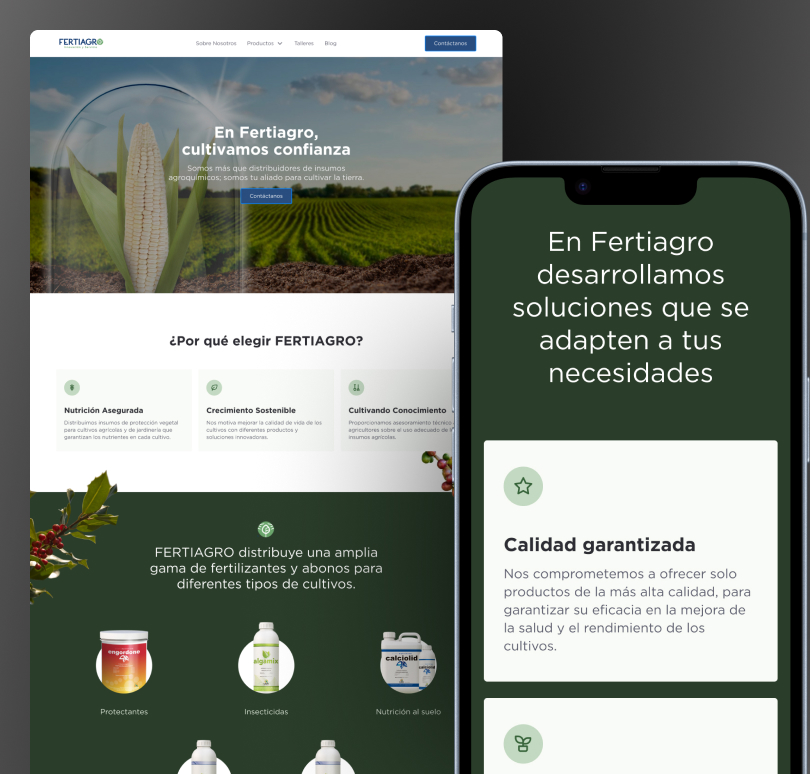 FERTIAGRO
Sobre Nosotros Productos Talleres Blog Contáctanos
En Fertiagro,
cultivamos confianza
Somos más que distribuidores de insumos
agroquímicos; somos tu aliado para cultivar la tierra.
Contáctanos
¿Por qué elegir FERTIAGRO?
Nutrición Asegurada
Distribuimos insumos de protección vegetal
para cultivos agrícolas y de jardinería que
garantizan los nutrientes en cada cultivo.
Crecimiento Sostenible
Nos motiva mejorar la calidad de vida de los
cultivos con diferentes productos y
soluciones innovadoras.
Cultivando Conocimiento
Proporcionamos asesoramiento técnico
agricultores sobre el uso adecuado de
insumos agrícolas.
FERTIAGRO distribuye una amplia
gama de fertilizantes y abonos para
diferentes tipos de cultivos.
engordone
algamix
calciolid
calciolid
Protectantes
Insecticidas
Nutrición al suelo
En Fertiagro
desarrollamos
soluciones que se
adapten a tus
necesidades
Calidad garantizada
Nos comprometemos a ofrecer solo
productos de la más alta calidad, para
garantizar su eficacia en la mejora de
la salud y el rendimiento de los
cultivos.